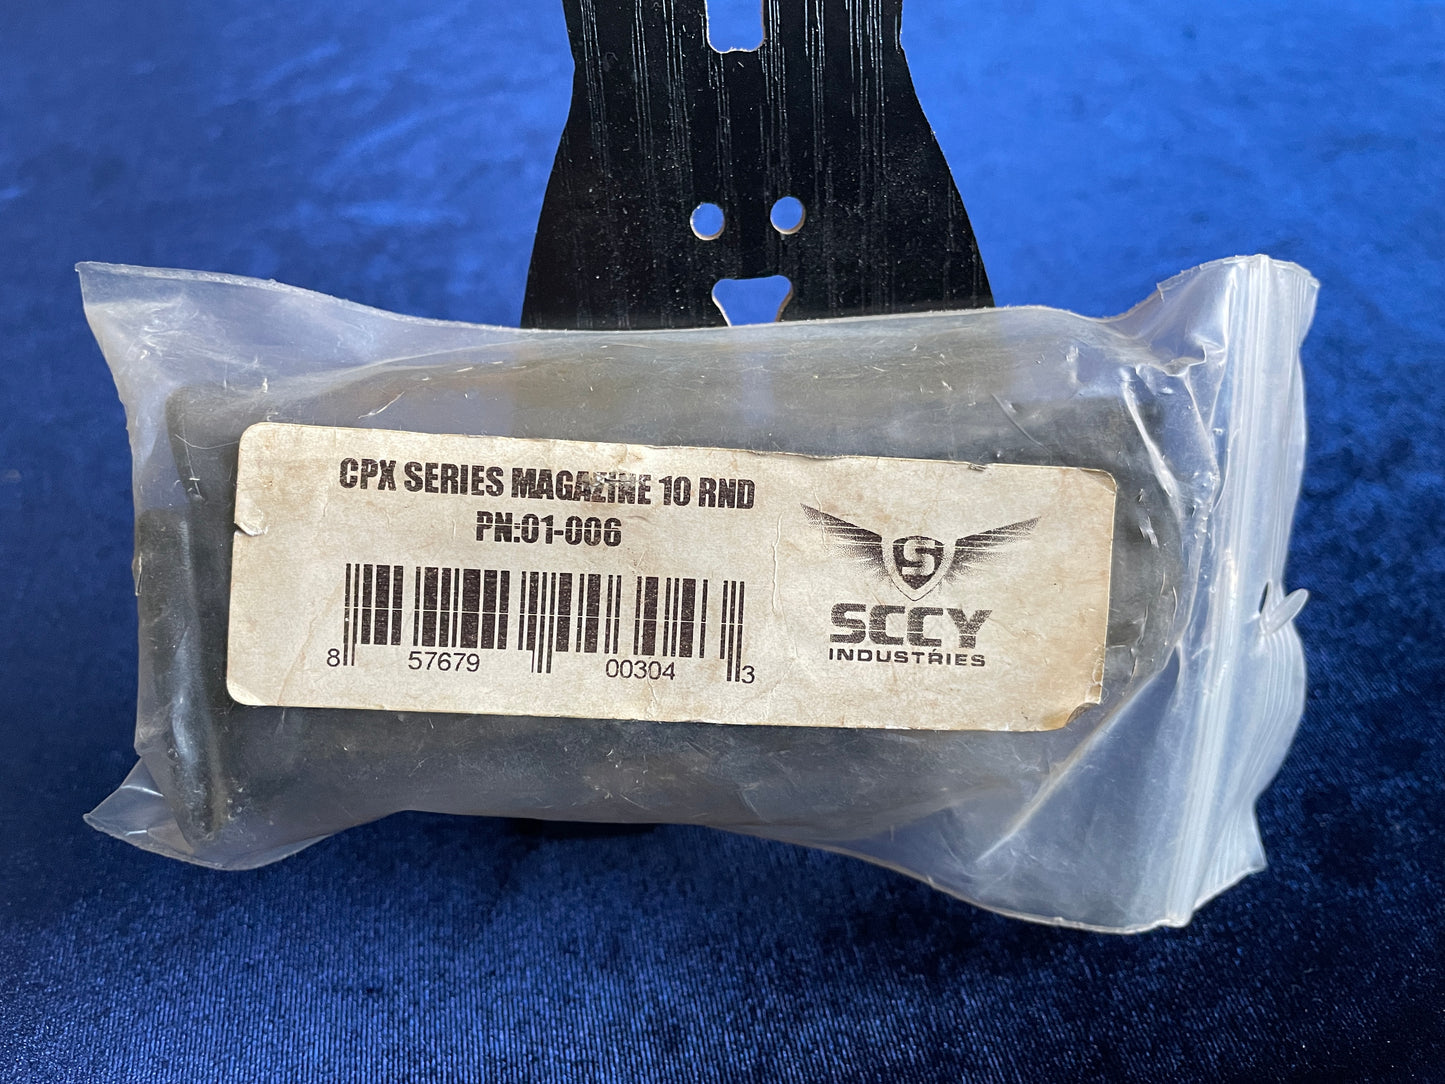 CPX SERIES MAGAZINE 10 RND
PN:01-006
8 57679 00304 3
S
SCCY
INDUSTRIES